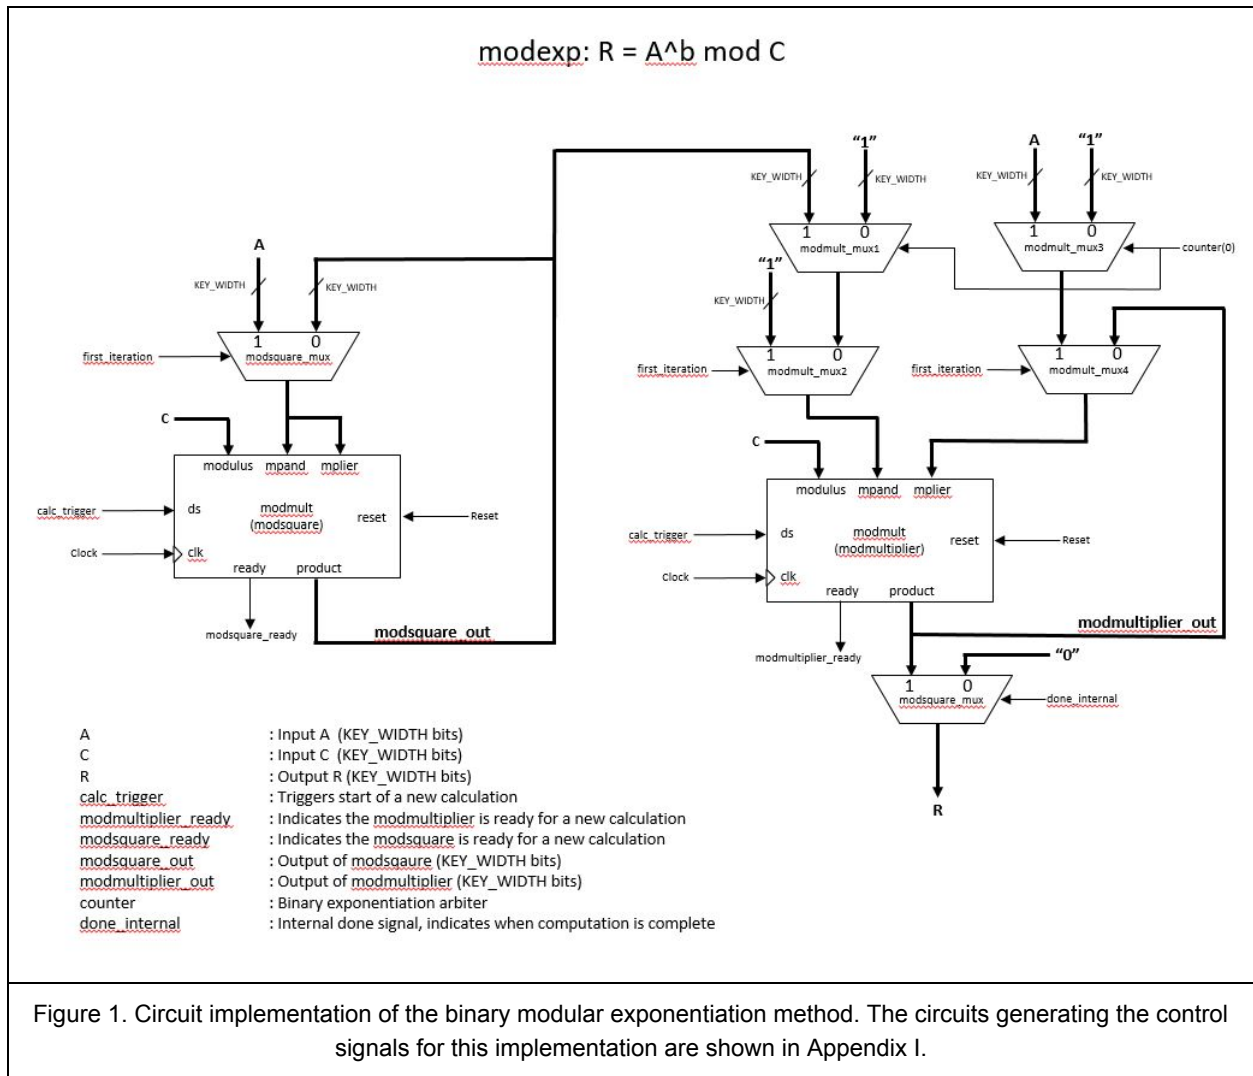 modexp: R = A^b mod C
"1"
A
"1"
KEY_WIDTH
KEY_WIDTH
KEY_WIDTH
KEY_WIDTH
1 0
modmult_mux1
1 0
modmult_mux3
counter(0)
A
"1"
KEY_WIDTH
KEY_WIDTH
KEY_WIDTH
1 0
modsquare_mux
first_iteration
1 0
modmult_mux2
first_iteration
1 0
modmult_mux4
first_iteration
C
modulus mpand mplier
ds
modmult
(modsquare)
reset
Reset
calc_trigger
Clock
clk
ready product
modsquare_ready
modsquare_out
C
modulus mpand mplier
ds
modmult
(modmultiplier)
reset
Reset
calc_trigger
Clock
clk
ready product
modmultiplier_ready
modmultiplier_out
"0"
1 0
modsquare_mux
done_internal
R
A : Input A (KEY_WIDTH bits)
C : Input C (KEY_WIDTH bits)
R : Output R (KEY_WIDTH bits)
calc_trigger : Triggers start of a new calculation
modmultiplier_ready : Indicates the modmultiplier is ready for a new calculation
modsquare_ready : Indicates the modsquare is ready for a new calculation
modsquare_out : Output of modsqaure (KEY_WIDTH bits)
modmultiplier_out : Output of modmultiplier (KEY_WIDTH bits)
counter : Binary exponentiation arbiter
done_internal : Internal done signal, indicates when computation is complete
Figure 1. Circuit implementation of the binary modular exponentiation method. The circuits generating the control
signals for this implementation are shown in Appendix I.